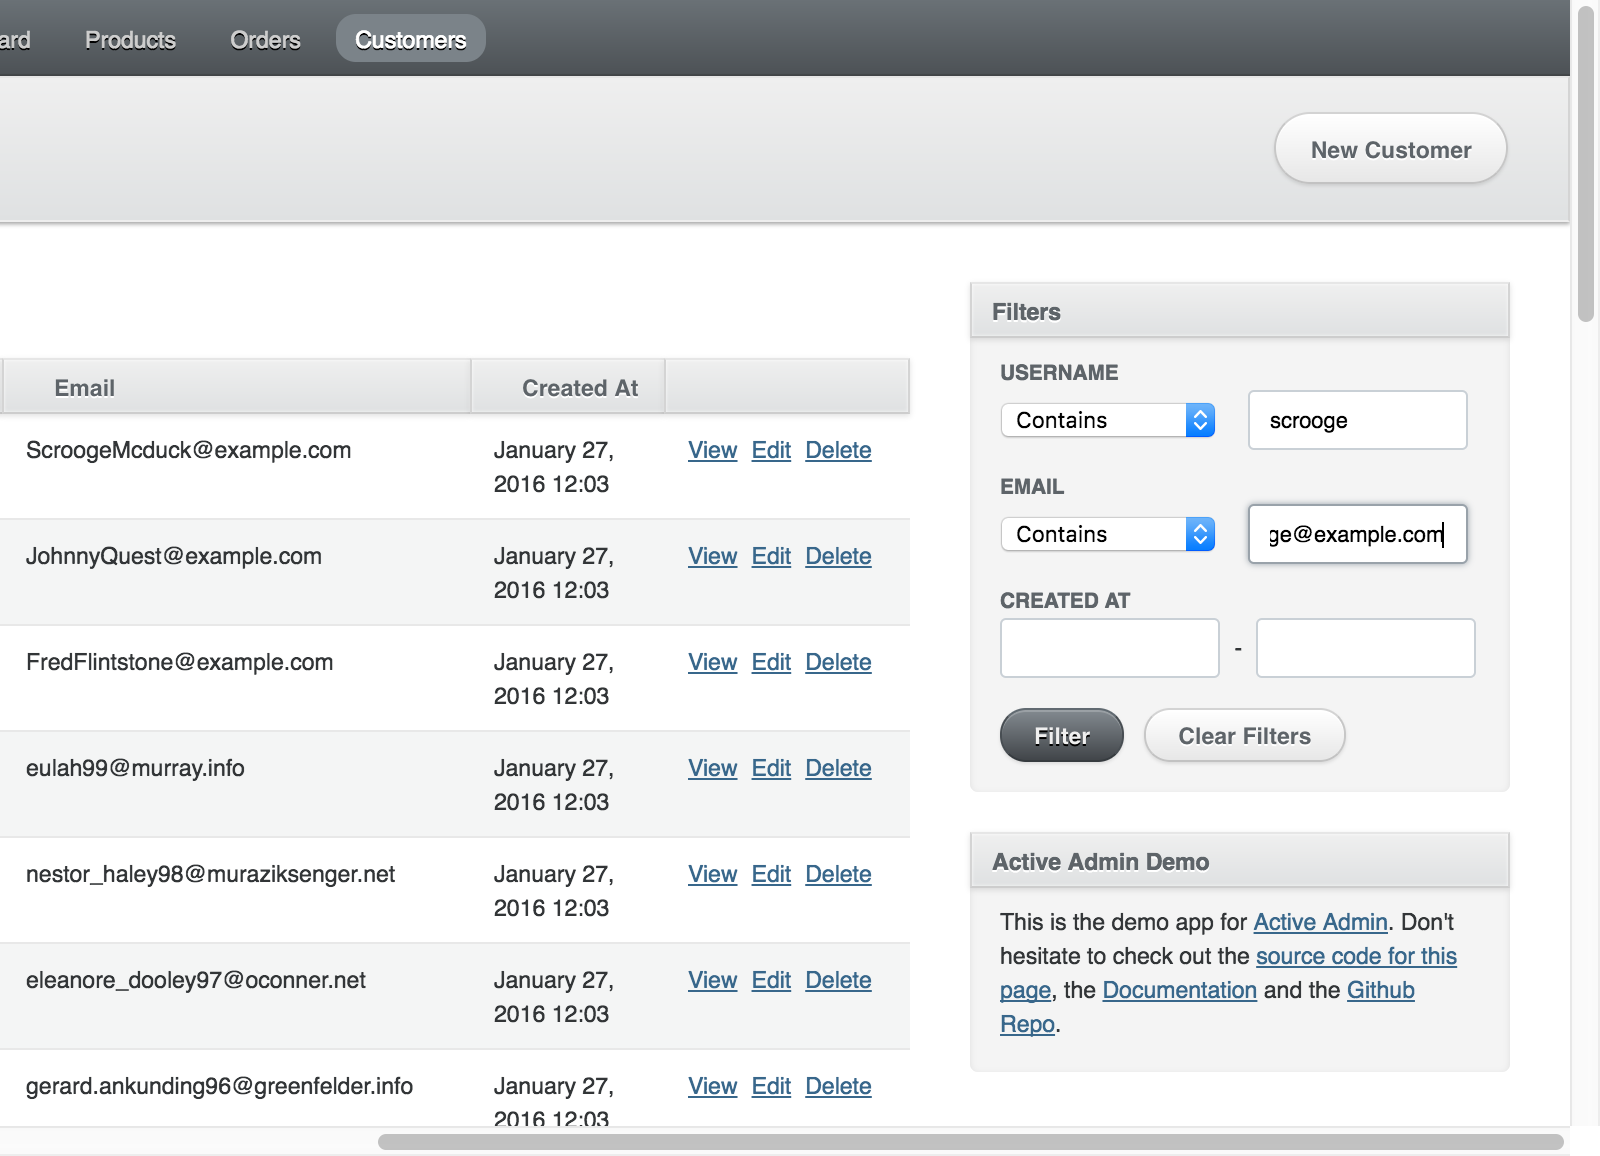 ard Products Orders Customers
New Customer
Filters
USERNAME
Contains scrooge
EMAIL
Contains ge@example.com
CREATED AT
-
Filter Clear Filters
Active Admin Demo
This is the demo app for Active Admin. Don't
hesitate to check out the source code for this
page, the Documentation and the Github
Repo.
Email Created At
ScroogeMcduck@example.com January 27, View Edit Delete
2016 12:03
JohnnyQuest@example.com January 27, View Edit Delete
2016 12:03
FredFlintstone@example.com January 27, View Edit Delete
2016 12:03
eulah99@murray.info January 27, View Edit Delete
2016 12:03
nestor_haley98@muraziksenger.net January 27, View Edit Delete
2016 12:03
eleanore_dooley97@oconner.net January 27, View Edit Delete
2016 12:03
gerard.ankunding96@greenfelder.info January 27, View Edit Delete
2016 12:03